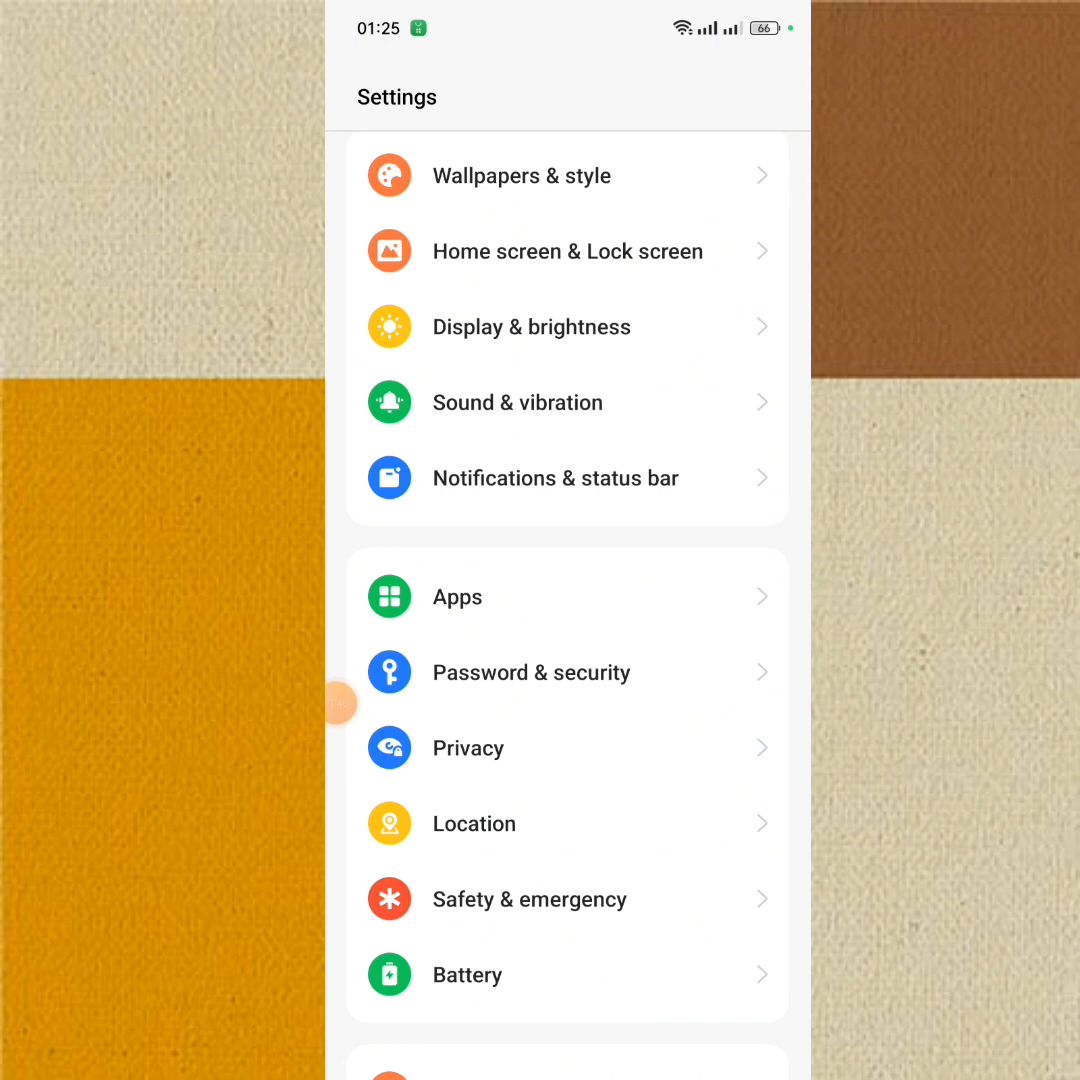 01:25
66
Settings
Wallpapers & style
Home screen & Lock screen
Display & brightness
Sound & vibration
Notifications & status bar
Apps
Password & security
Privacy
Location
Safety & emergency
Battery